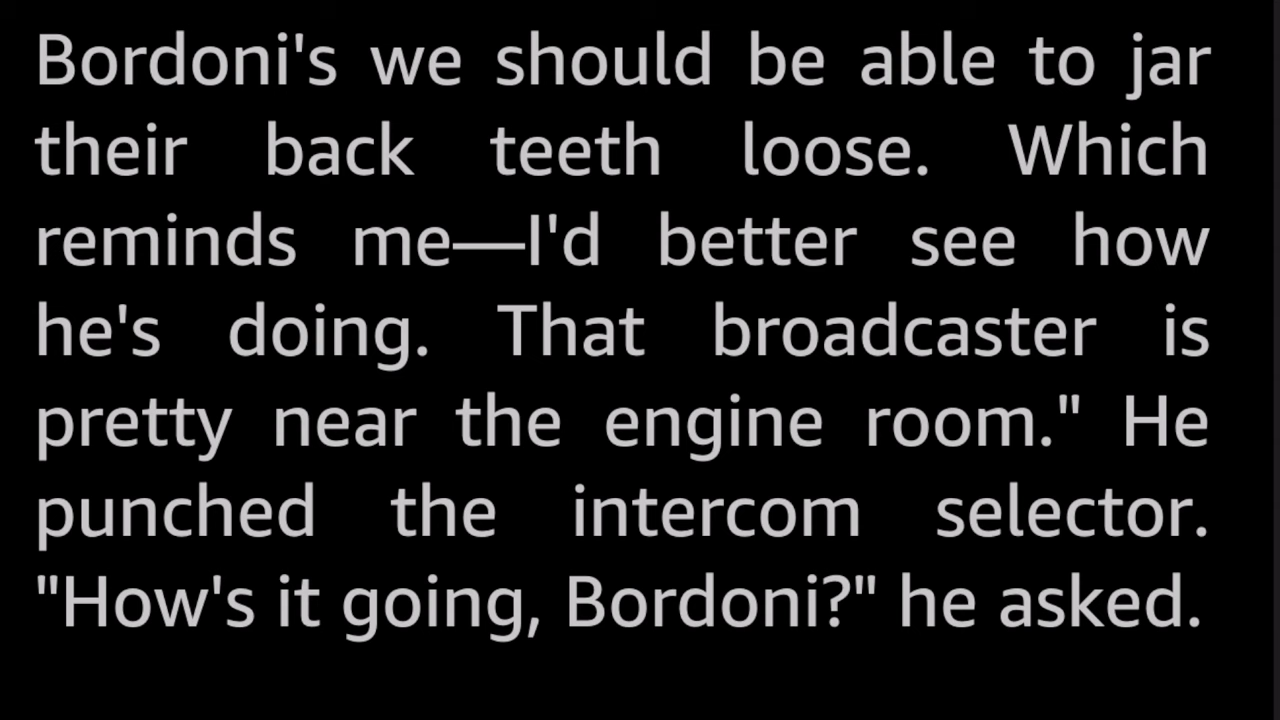 Bordoni's we should be able to jar
their back teeth loose. Which
reminds me—I'd better see how
he's doing. That broadcaster is
pretty near the engine room." He
punched the intercom selector.
"How's it going, Bordoni?" he asked.